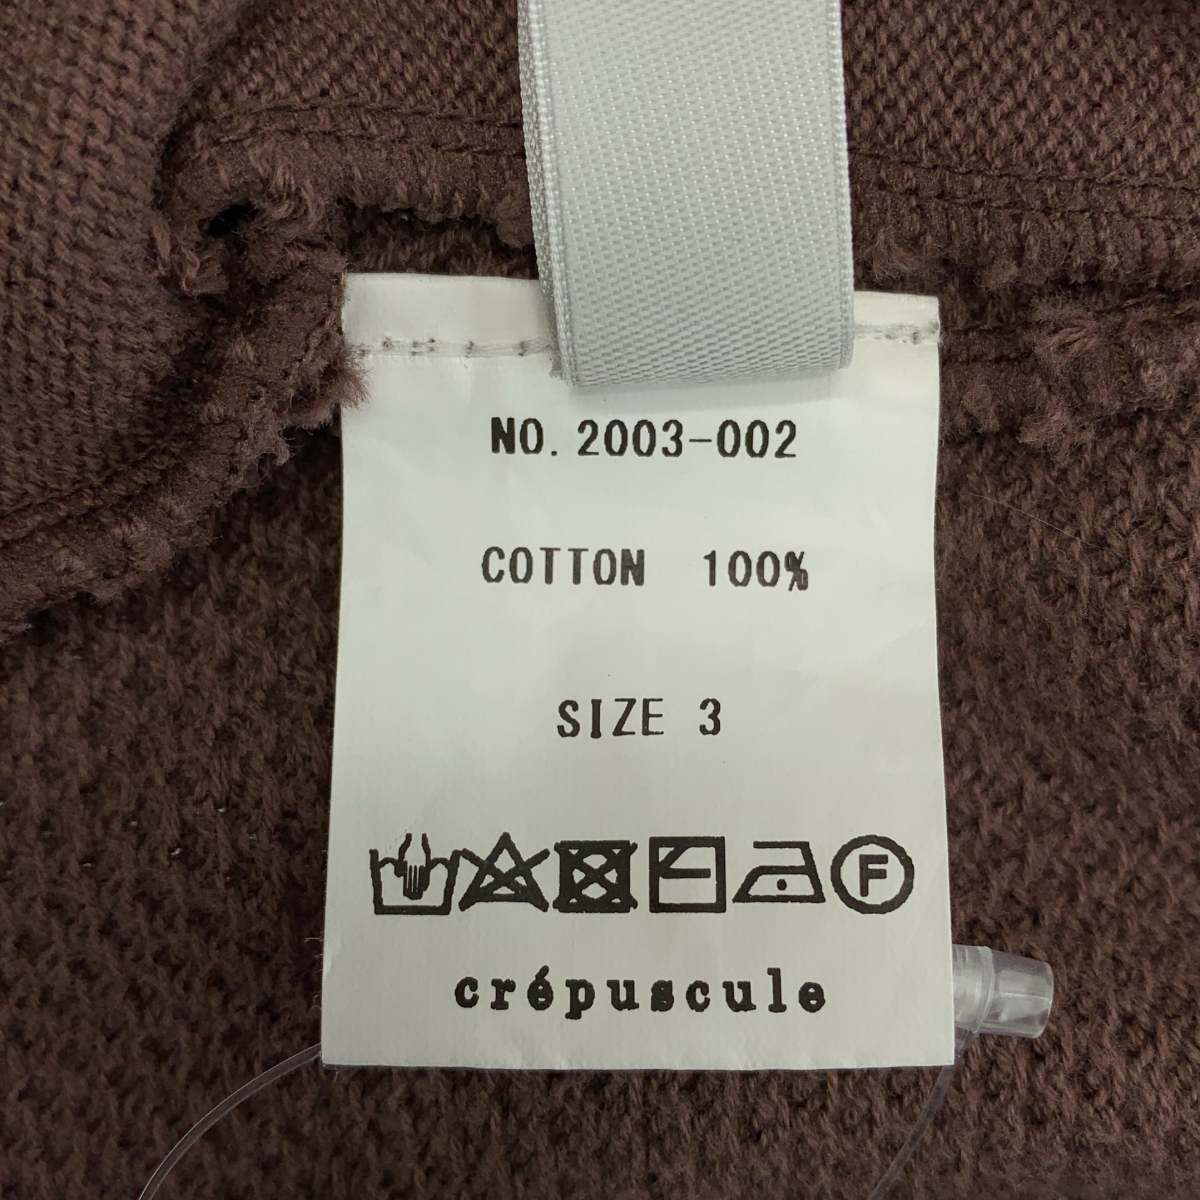 NO. 2003-002
COTTON 100%
SIZE 3
F
crépuscule